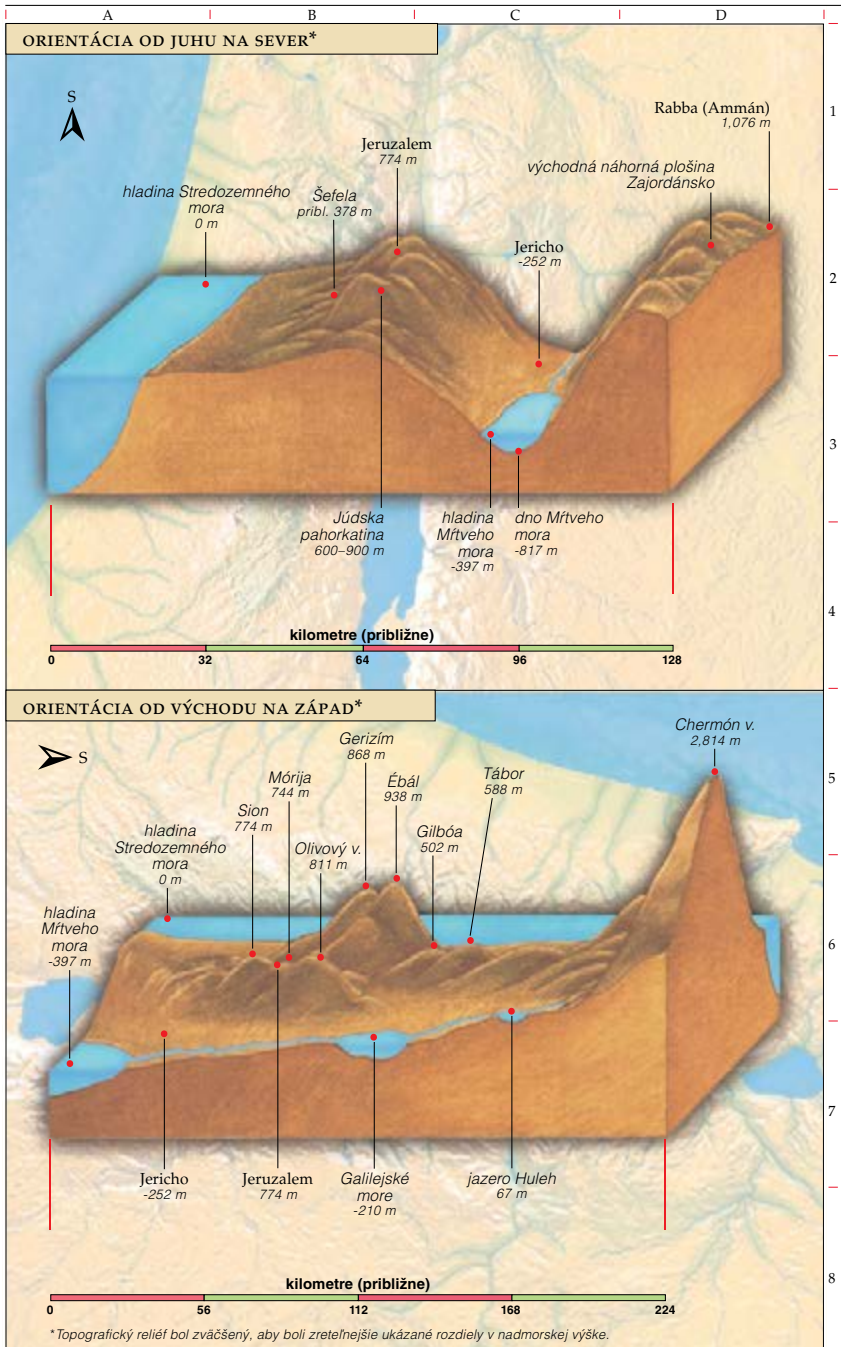 A B C D
ORIENTÁCIA OD JUHU NA SEVER*
S
1
Rabba (Ammán)
1,076 m
Jeruzalem
774 m
východná náhorná plošina
Zajordánsko
hladina Stredozemného
mora
0 m
Šefela
pribl. 378 m
Jericho
-252 m
2
3
Júdska
pahorkatina
600–900 m
hladina
Mŕtveho
mora
-397 m
dno Mŕtveho
mora
-817 m
4
kilometre (približne)
0 32 64 96 128
ORIENTÁCIA OD VÝCHODU NA ZÁPAD*
S
Chermón v.
2,814 m
Gerizím
868 m
5
Mórija
744 m
Ébál
938 m
Tábor
588 m
Sion
774 m
hladina
Stredozemného
mora
0 m
Olivový v.
811 m
Gilbóa
502 m
hladina
Mŕtveho
mora
-397 m
6
7
Jericho
-252 m
Jeruzalem
774 m
Galilejské
more
-210 m
jazero Huleh
67 m
8
kilometre (približne)
0 56 112 168 224
*Topografický reliéf bol zväčšený, aby boli zreteľnejšie ukázané rozdiely v nadmorskej výške.